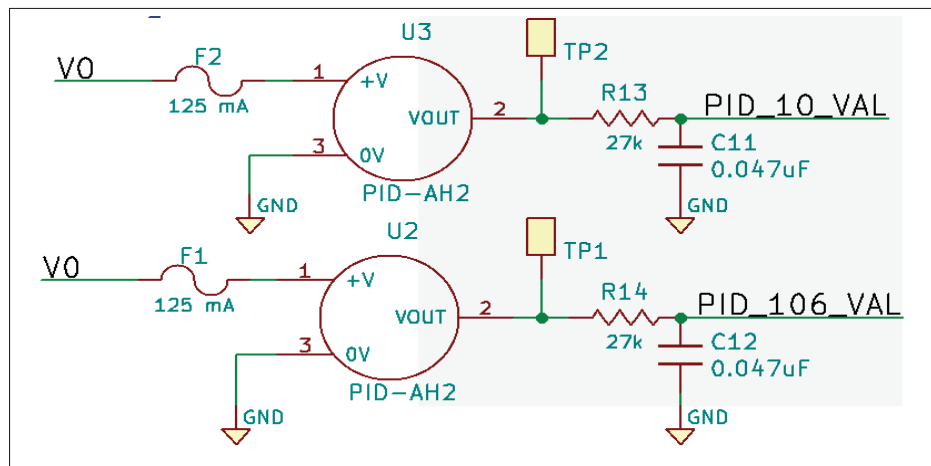 U3
TP2
V0
F2
125 mA
1
+V
VOUT
2
3
0V
PID-AH2
GND
R13
27k
PID_10_VAL
C11
0.047uF
GND
U2
TP1
V0
F1
125 mA
1
+V
VOUT
2
3
0V
PID-AH2
GND
R14
27k
PID_106_VAL
C12
0.047uF
GND